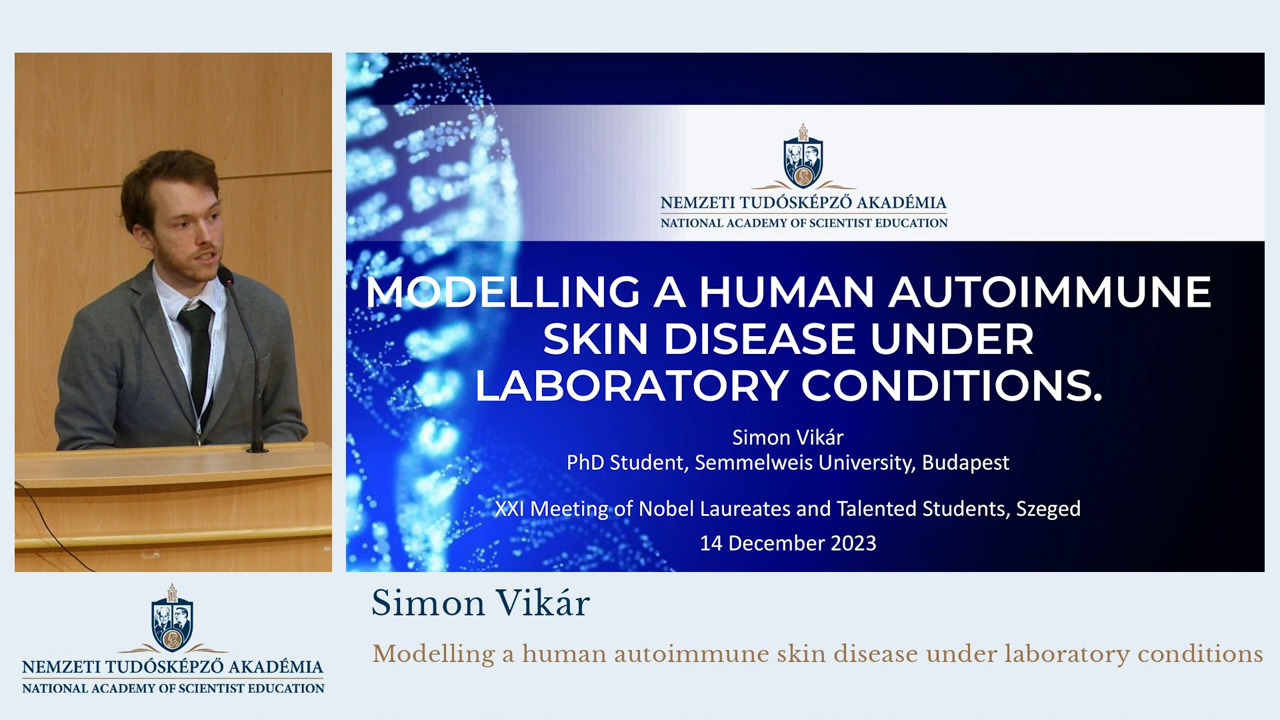 NEMZETI TUDÓSKÉPZŐ AKADÉMIA
NATIONAL ACADEMY OF SCIENTIST EDUCATION
MODELLING A HUMAN AUTOIMMUNE
SKIN DISEASE UNDER
LABORATORY CONDITIONS.
Simon Vikár
PhD Student, Semmelweis University, Budapest
XXI Meeting of Nobel Laureates and Talented Students, Szeged
14 December 2023
Simon Vikár
Modelling a human autoimmune skin disease under laboratory conditions
NEMZETI TUDÓSKÉPZŐ AKADÉMIA
NATIONAL ACADEMY OF SCIENTIST EDUCATION